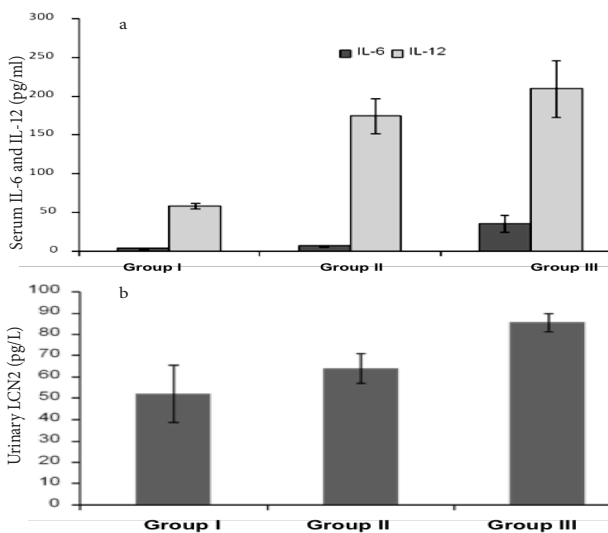 a
300
250
200
150
100
50
0
Serum IL-6 and IL-12 (pg/ml)
IL-6 IL-12
Group I Group II Group III
b
100
90
80
70
60
50
40
30
20
10
0
Urinary LCN2 (pg/L)
Group I Group II Group III